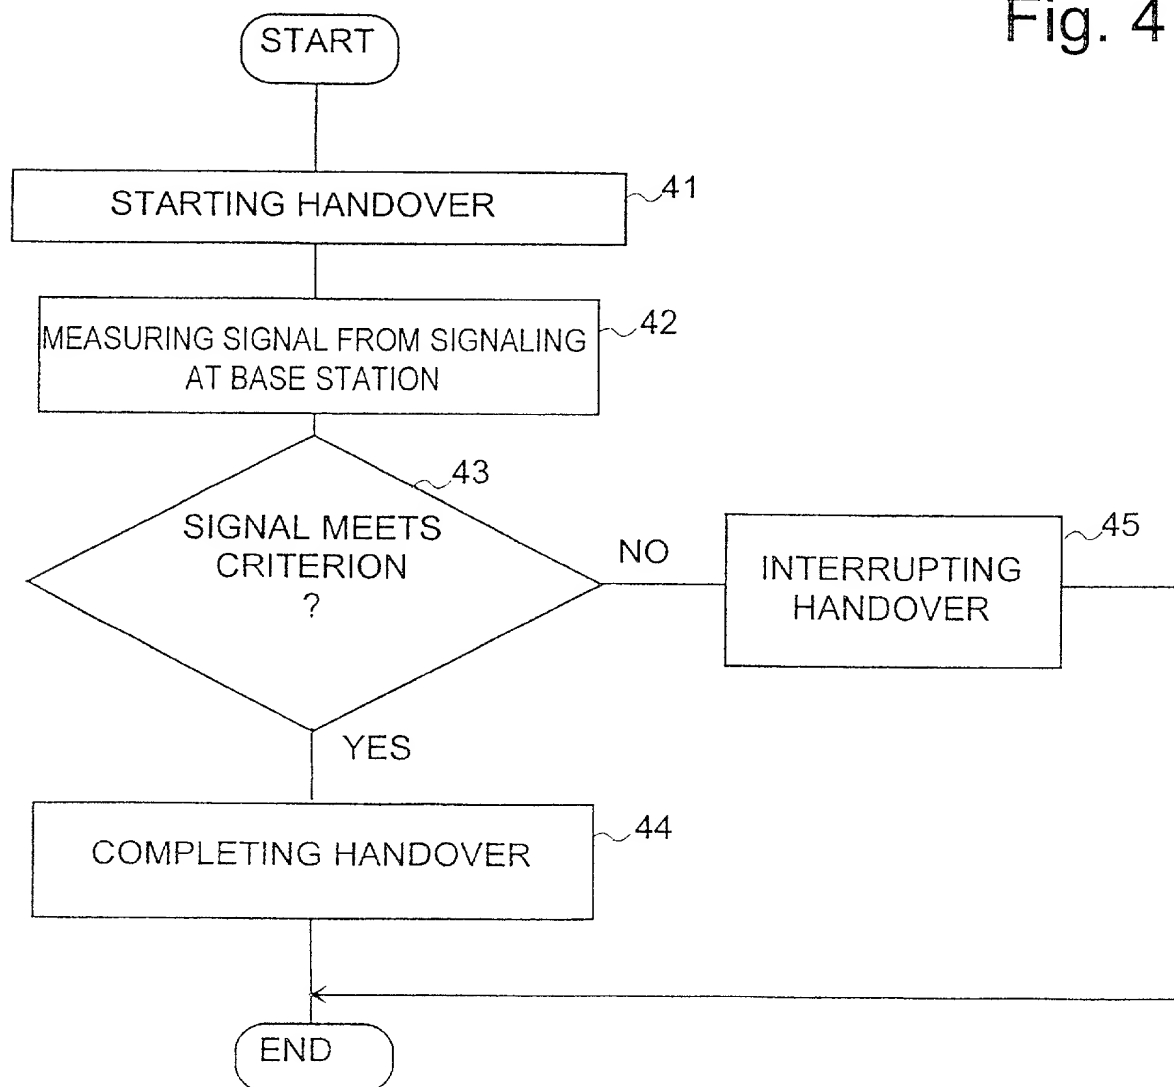 Fig. 4
START
STARTING HANDOVER
41
MEASURING SIGNAL FROM SIGNALING
AT BASE STATION
42
43
SIGNAL MEETS
CRITERION
?
NO
INTERRUPTING
HANDOVER
45
YES
COMPLETING HANDOVER
44
END